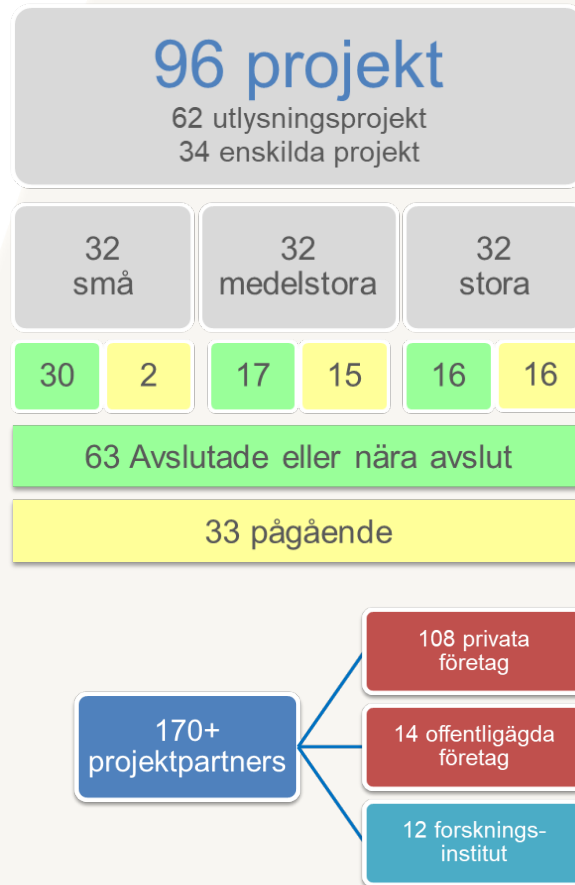 96 projekt
62 utlysningsprojekt
34 enskilda projekt
32
små
32
medelstora
32
stora
30
2
17
15
16
16
63 Avslutade eller nära avslut
33 pågående
108 privata
företag
170+
projektpartners
14 offentligägda
företag
12 forsknings-
institut